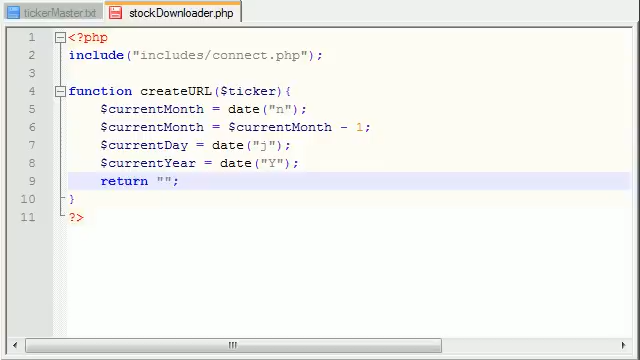 tickerMaster.txt
stockDownloader.php
1 <?php
2 include("includes/connect.php");
3
4 function createURL($ticker){
5 $currentMonth = date("n");
6 $currentMonth = $currentMonth - 1;
7 $currentDay = date("j");
8 $currentYear = date("Y");
9 return "";
10 }
11 ?>